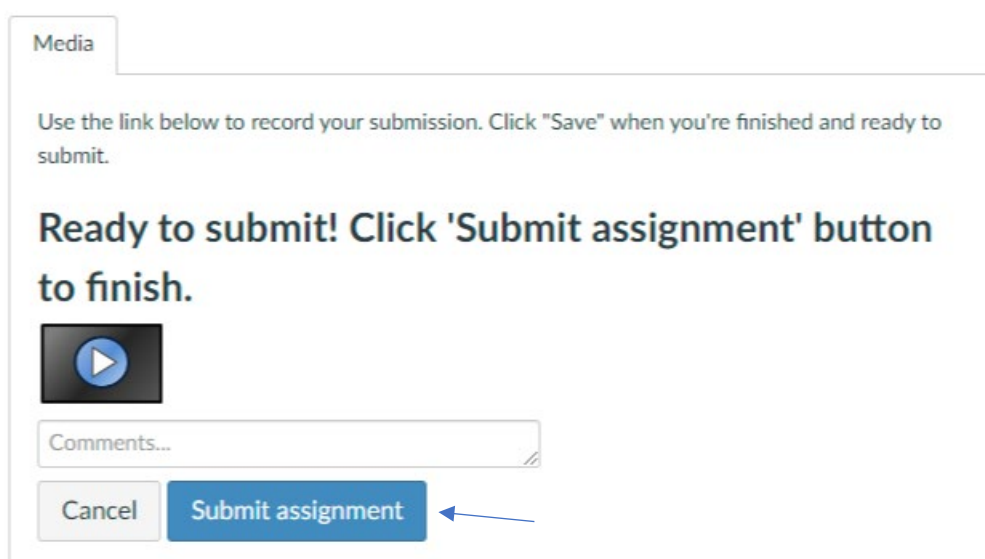 Media
Use the link below to record your submission. Click "Save" when you're finished and ready to
submit.
Ready to submit! Click 'Submit assignment' button
to finish.
Comments...
Cancel Submit assignment